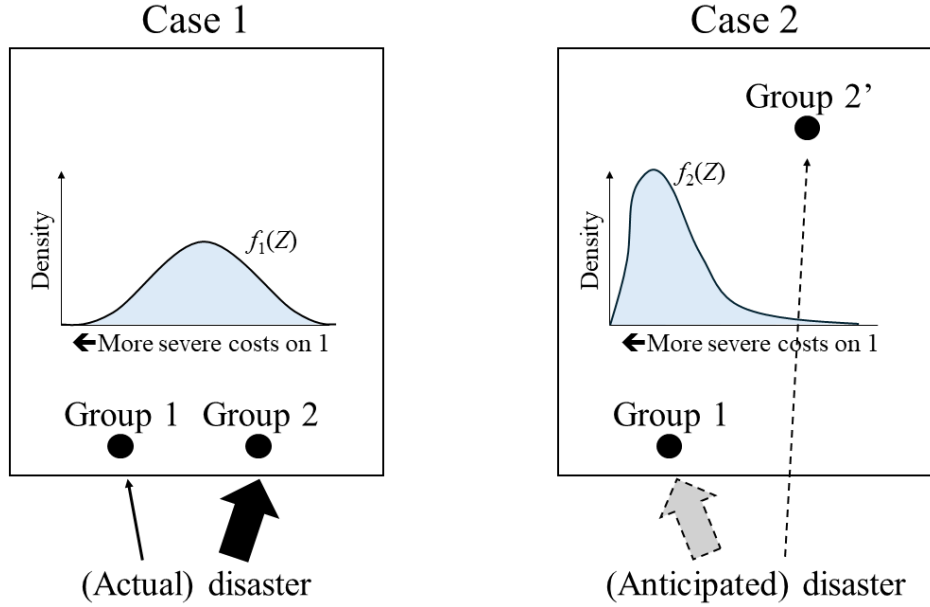 Case 1
Density
f1(Z)
🡸More severe costs on 1
Group 1
Group 2
(Actual) disaster
Case 2
Group 2’
Density
f2(Z)
🡸More severe costs on 1
Group 1
(Anticipated) disaster